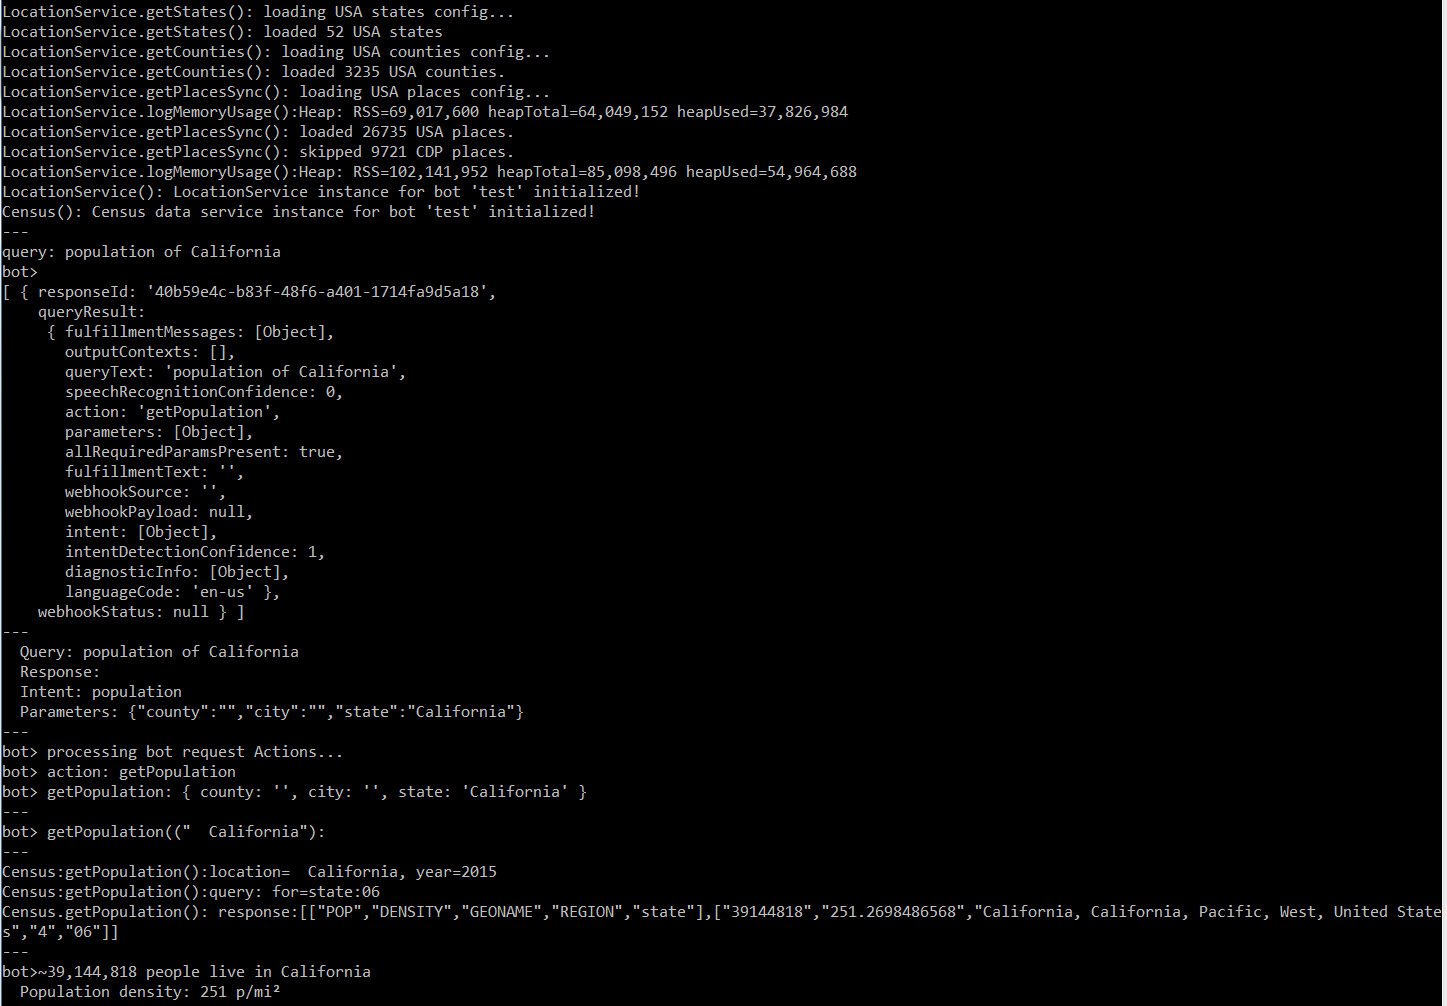 LocationService.getStates(): loading USA states config...
LocationService.getStates(): loaded 52 USA states
LocationService.getCounties(): loading USA counties config...
LocationService.getCounties(): loaded 3235 USA counties.
LocationService.getPlacesSync(): loading USA places config...
LocationService.logMemoryUsage():Heap: RSS=69,017,600 heapTotal=64,049,152 heapUsed=37,826,984
LocationService.getPlacesSync(): loaded 26735 USA places.
LocationService.getPlacesSync(): skipped 9721 CDP places.
LocationService.logMemoryUsage():Heap: RSS=102,141,952 heapTotal=85,098,496 heapUsed=54,964,688
LocationService(): LocationService instance for bot 'test' initialized!
Census(): Census data service instance for bot 'test' initialized!
---
query: population of California
bot>
[ { responseId: '40b59e4c-b83f-48f6-a401-1714fa9d5a18',
    queryResult:
     { fulfillmentMessages: [Object],
       outputContexts: [],
       queryText: 'population of California',
       speechRecognitionConfidence: 0,
       action: 'getPopulation',
       parameters: [Object],
       allRequiredParamsPresent: true,
       fulfillmentText: '',
       webhookSource: '',
       webhookPayload: null,
       intent: [Object],
       intentDetectionConfidence: 1,
       diagnosticInfo: [Object],
       languageCode: 'en-us' },
    webhookStatus: null } ]
---
  Query: population of California
  Response:
  Intent: population
  Parameters: {"county":"","city":"","state":"California"}
---
bot> processing bot request Actions...
bot> action: getPopulation
bot> getPopulation: { county: '', city: '', state: 'California' }
---
bot> getPopulation(("  California"):
---
Census:getPopulation():location=  California, year=2015
Census:getPopulation():query: for=state:06
Census.getPopulation(): response:[["POP","DENSITY","GEONAME","REGION","state"],["39144818","251.2698486568","California, California, Pacific, West, United State
s","4","06"]]
---
bot>~39,144,818 people live in California
  Population density: 251 p/mi²